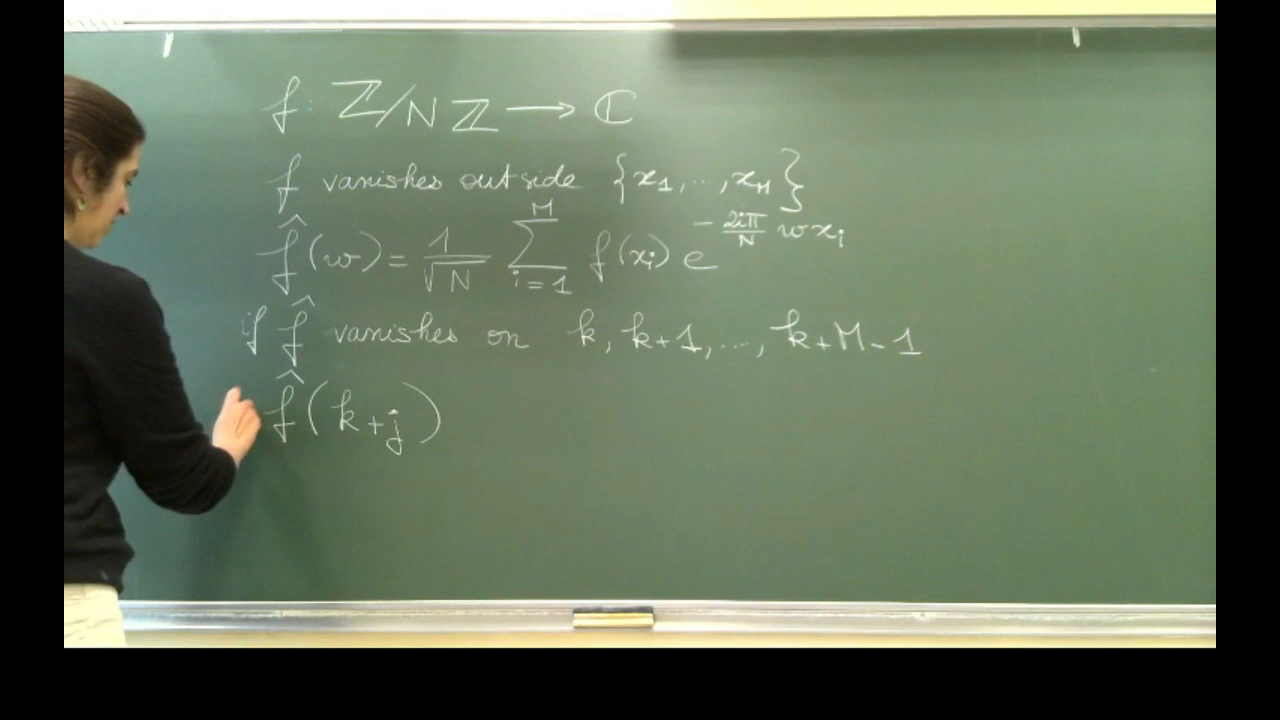 f: ℤ/Nℤ ⟶ ℂ
f vanishes outside {x₁, ..., x_M}
f̂(w) = 1/√N ∑_{i=1}^{M} f(xᵢ) e^{-2iπ/N w xᵢ}
if f̂ vanishes on k, k+1, ..., k+M-1
f̂(k+j)